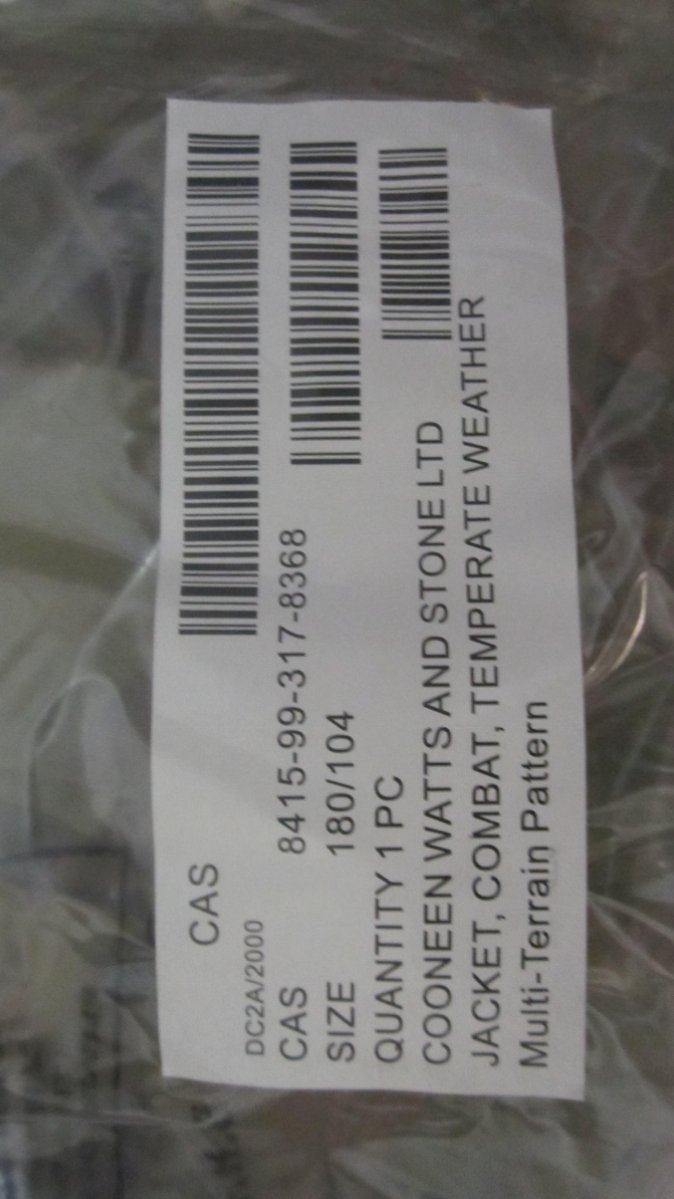 CAS
DC2A/2000
CAS 8415-99-317-8368
SIZE 180/104
QUANTITY 1 PC
COONEEN WATTS AND STONE LTD
JACKET, COMBAT, TEMPERATE WEATHER
Multi-Terrain Pattern